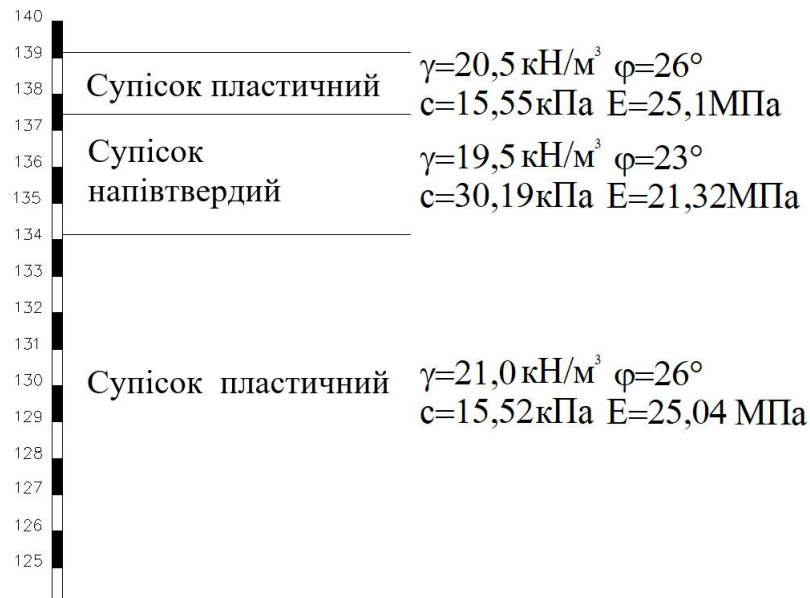 140
139
138
137
136
135
134
133
132
131
130
129
128
127
126
125
Супісок пластичний
γ=20,5 кН/м³ φ=26°
с=15,55кПа Е=25,1МПа
Супісок
напівтвердий
γ=19,5 кН/м³ φ=23°
с=30,19кПа Е=21,32МПа
Супісок пластичний
γ=21,0 кН/м³ φ=26°
с=15,52кПа Е=25,04 МПа